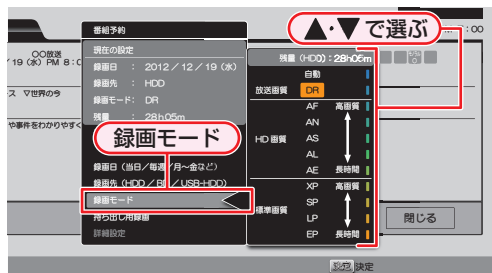 番組予約
▲・▼で選ぶ
:00
○○放送
/19 (水) PM 8:0
ス ▽世界の今
や事件をわかりやすく
現在の設定
録画日 : 2012/12/19 (水)
録画先 : HDD
録画モード: DR
残量 : 28h05m
録画モード
録画日 (当日/毎週/月~金など)
録画先 (HDD/BD/USB-HDD)
録画モード
持ち出し用録画
詳細設定
残量 (HDD):28h05m
自動
放送画質 DR
AF 高画質
AN
HD画質 AS
AL
AE 長時間
XP 高画質
標準画質 SP
LP
EP 長時間
閉じる
決定 決定